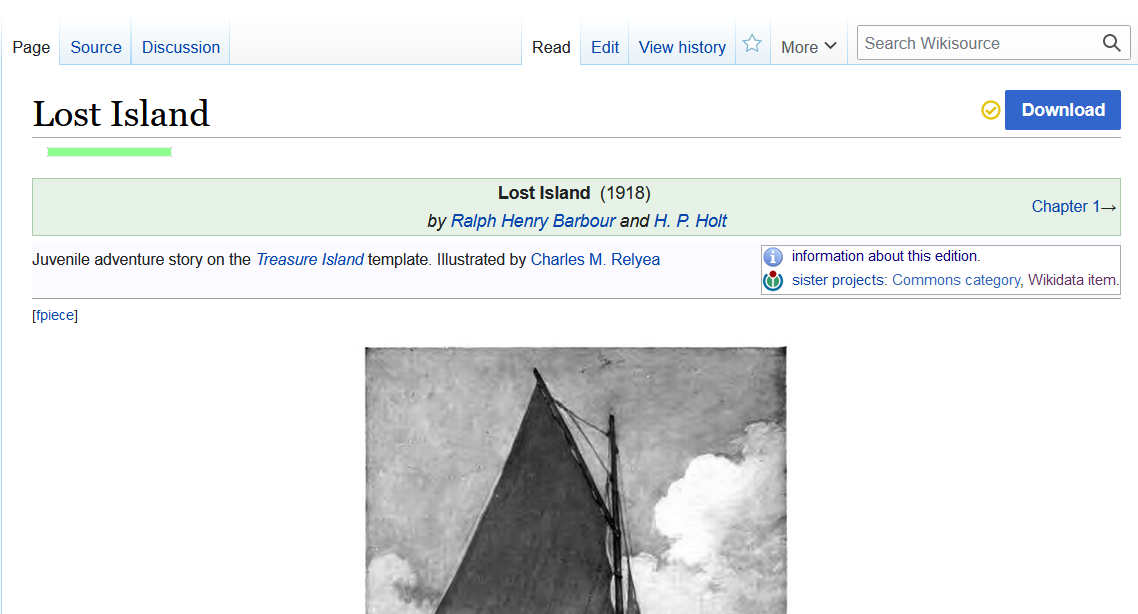 Page Source Discussion Read Edit View history More Search Wikisource
Lost Island Download
Lost Island (1918)
by Ralph Henry Barbour and H. P. Holt
Chapter 1→
Juvenile adventure story on the Treasure Island template. Illustrated by Charles M. Relyea
information about this edition.
sister projects: Commons category, Wikidata item.
[fpiece]